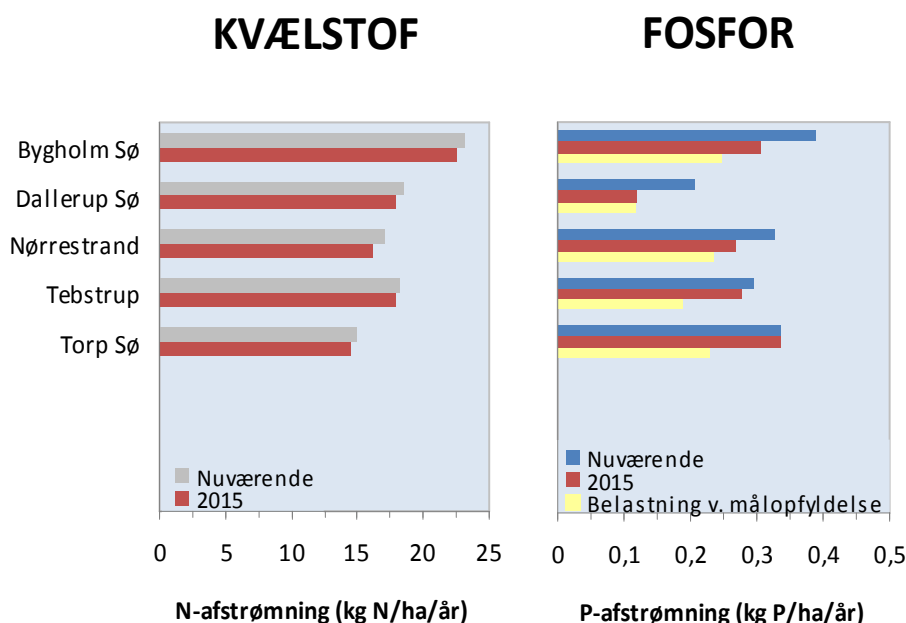 KVÆLSTOF
FOSFOR
Bygholm Sø
Dallerup Sø
Nørrestrand
Tebstrup
Torp Sø
Nuværende
2015
Nuværende
2015
Belastning v. målopfyldelse
0 5 10 15 20 25
0 0,1 0,2 0,3 0,4 0,5
N-afstrømning (kg N/ha/år)
P-afstrømning (kg P/ha/år)